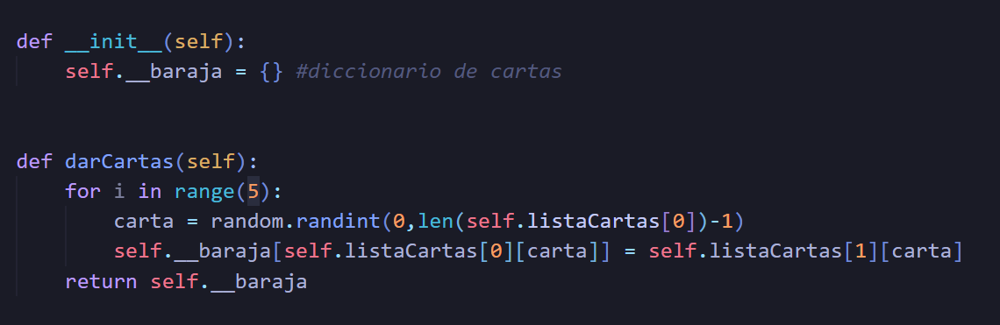 def __init__(self):
    self.__baraja = {} #diccionario de cartas
def darCartas(self):
    for i in range(5):
        carta = random.randint(0,len(self.listaCartas[0])-1)
        self.__baraja[self.listaCartas[0][carta]] = self.listaCartas[1][carta]
    return self.__baraja